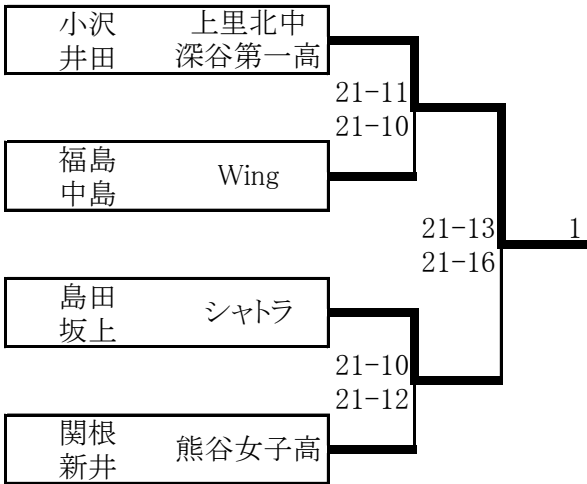 小沢 上里北中
井田 深谷第一高
21-11
21-10
福島
中島
Wing
21-13 1
21-16
島田
坂上
シャトラ
21-10
21-12
関根
新井
熊谷女子高